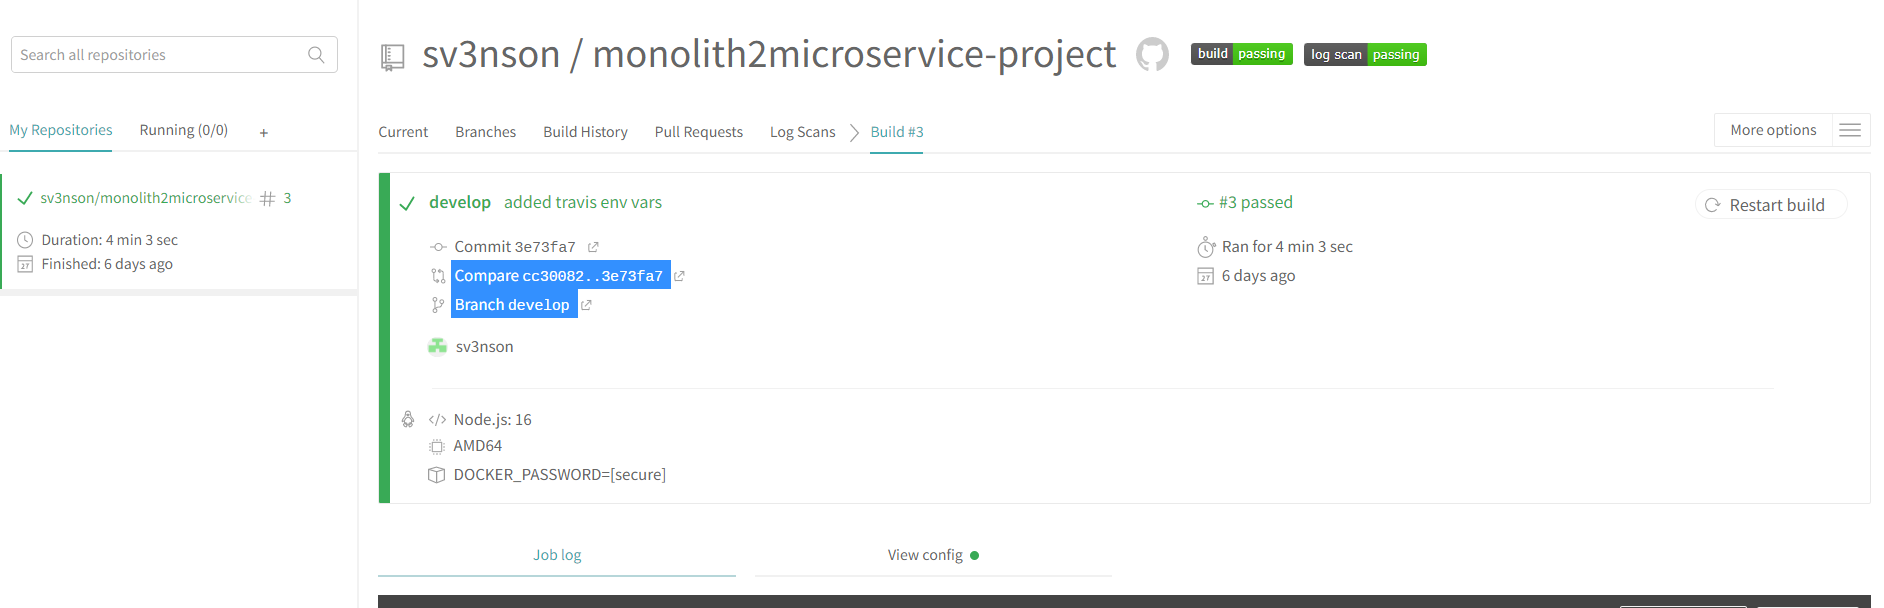 Search all repositories
My Repositories
Running (0/0)
+
sv3nson/monolith2microservice
# 3
Duration: 4 min 3 sec
27
Finished: 6 days ago
sv3nson / monolith2microservice-project
build passing
log scan passing
Current
Branches
Build History
Pull Requests
Log Scans
Build #3
More options
develop added travis env vars
Commit 3e73fa7
Compare cc30082..3e73fa7
Branch develop
sv3nson
#3 passed
Ran for 4 min 3 sec
27
6 days ago
Restart build
</> Node.js: 16
AMD64
DOCKER_PASSWORD=[secure]
Job log
View config